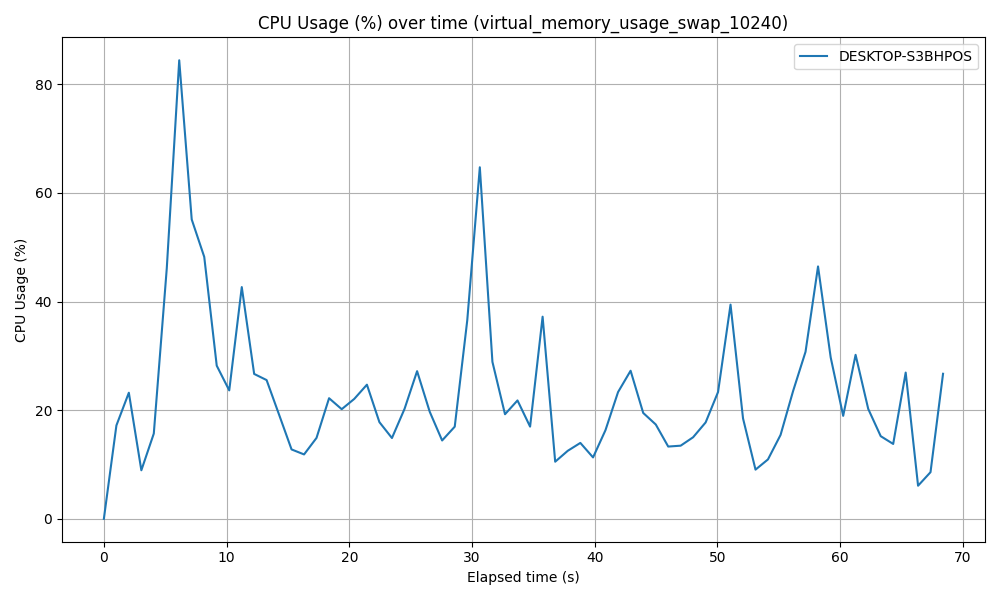 CPU Usage (%) over time (virtual_memory_usage_swap_10240)
DESKTOP-S3BHPOS
CPU Usage (%)
80
60
40
20
0
0 10 20 30 40 50 60 70
Elapsed time (s)